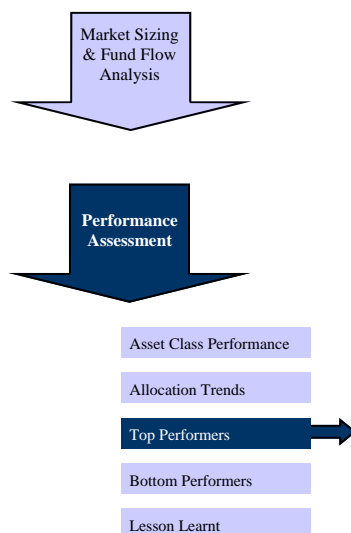 Market Sizing
& Fund Flow
Analysis
Performance
Assessment
Asset Class Performance
Allocation Trends
Top Performers
Bottom Performers
Lesson Learnt